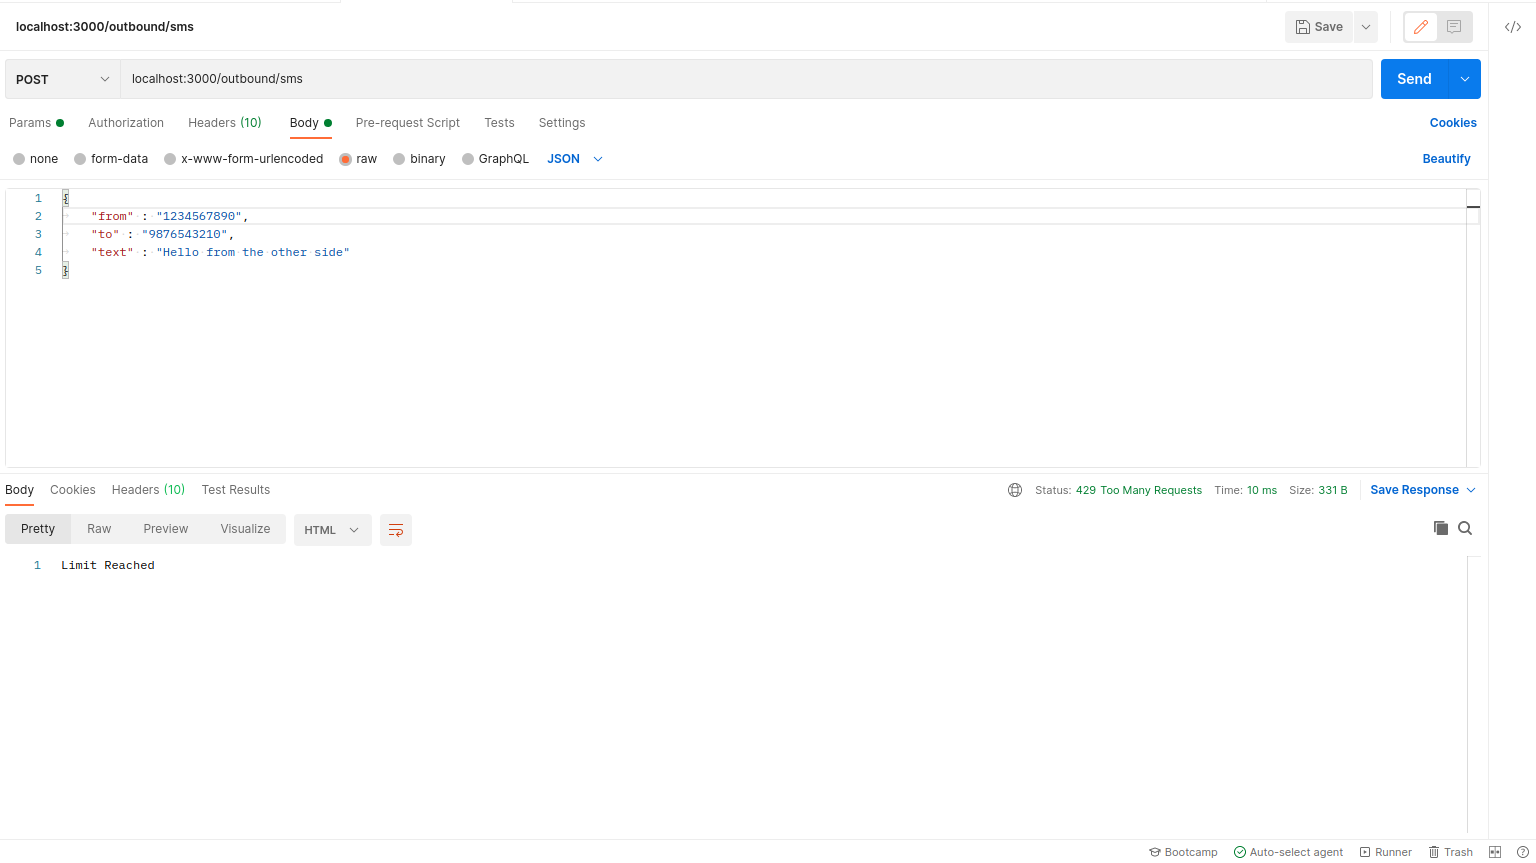 localhost:3000/outbound/sms
Save
POST
localhost:3000/outbound/sms
Send
Params
Authorization
Headers (10)
Body
Pre-request Script
Tests
Settings
Cookies
none
form-data
x-www-form-urlencoded
raw
binary
GraphQL
JSON
Beautify
1 {
2 "from" : "1234567890",
3 "to" : "9876543210",
4 "text" : "Hello from the other side"
5 }
Body
Cookies
Headers (10)
Test Results
Status: 429 Too Many Requests
Time: 10 ms
Size: 331 B
Save Response
Pretty
Raw
Preview
Visualize
HTML
1 Limit Reached
Bootcamp
Auto-select agent
Runner
Trash